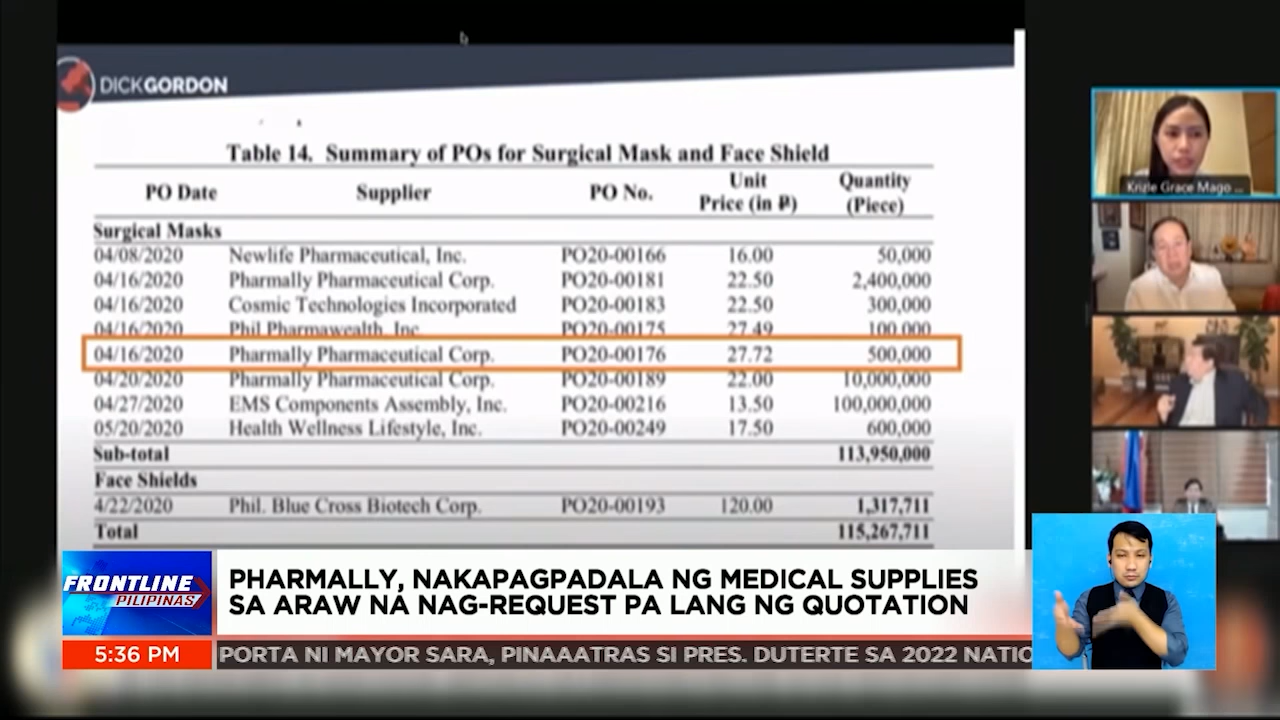 DICKGORDON
Table 14. Summary of POs for Surgical Mask and Face Shield
PO Date Supplier PO No. Unit Price (in ₱) Quantity (Piece)
Surgical Masks
04/08/2020 Newlife Pharmaceutical, Inc. PO20-00166 16.00 50,000
04/16/2020 Pharmally Pharmaceutical Corp. PO20-00181 22.50 2,400,000
04/16/2020 Cosmic Technologies Incorporated PO20-00183 22.50 300,000
04/16/2020 Phil Pharmawealth, Inc. PO20-00175 27.49 100,000
04/16/2020 Pharmally Pharmaceutical Corp. PO20-00176 27.72 500,000
04/20/2020 Pharmally Pharmaceutical Corp. PO20-00189 22.00 10,000,000
04/27/2020 EMS Components Assembly, Inc. PO20-00216 13.50 100,000,000
05/20/2020 Health Wellness Lifestyle, Inc. PO20-00249 17.50 600,000
Sub-total 113,950,000
Face Shields
4/22/2020 Phil. Blue Cross Biotech Corp. PO20-00193 120.00 1,317,711
Total 115,267,711
Krizle Grace Mago ...
FRONTLINE
PILIPINAS
PHARMALLY, NAKAPAGPADALA NG MEDICAL SUPPLIES
SA ARAW NA NAG-REQUEST PA LANG NG QUOTATION
5:36 PM
PORTA NI MAYOR SARA, PINAAATRAS SI PRES. DUTERTE SA 2022 NATIO